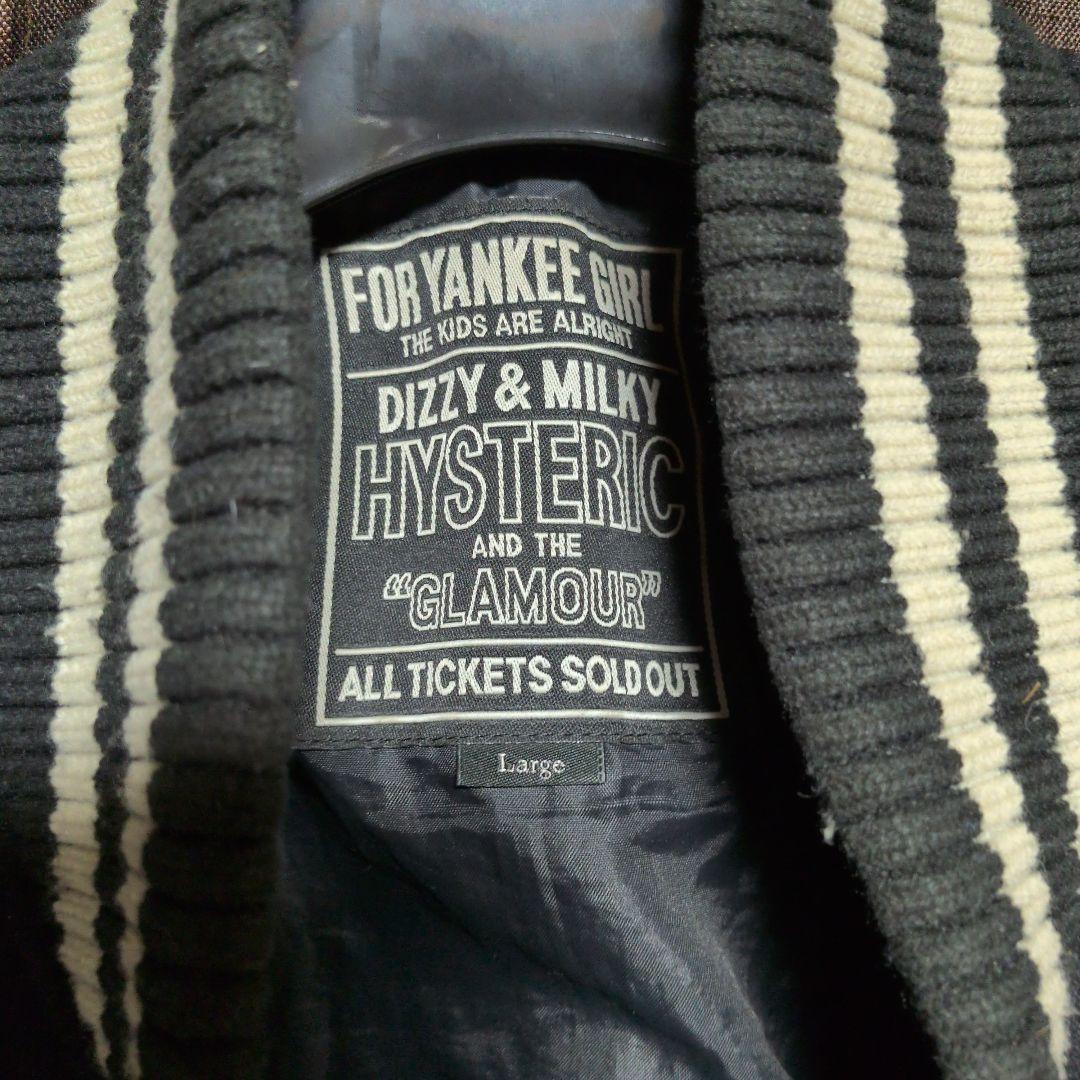 FOR YANKEE GIRL
THE KIDS ARE ALRIGHT
DIZZY & MILKY
HYSTERIC
AND THE
"GLAMOUR"
ALL TICKETS SOLD OUT
Large